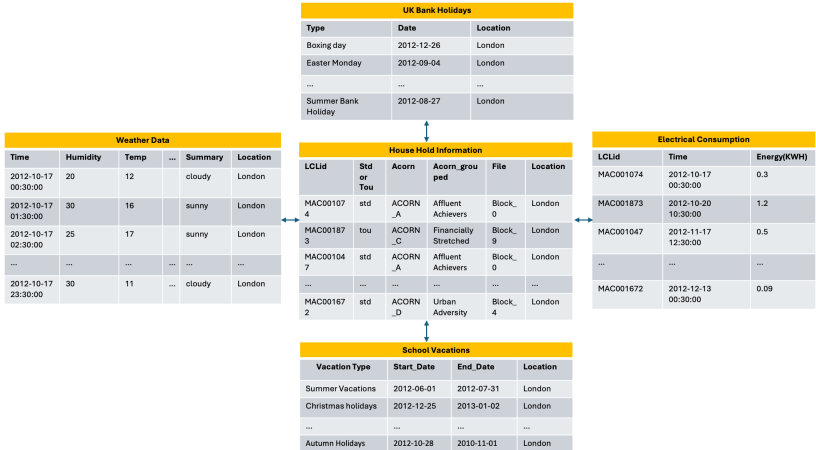 UK Bank Holidays
Type Date Location
Boxing day 2012-12-26 London
Easter Monday 2012-09-04 London
... ... ...
Summer Bank
Holiday 2012-08-27 London
Weather Data
Time Humidity Temp ... Summary Location
2012-10-17
00:30:00 20 12 cloudy London
2012-10-17
01:30:00 30 16 sunny London
2012-10-17
02:30:00 25 17 sunny London
... ... ... ... ... ...
2012-10-17
23:30:00 30 11 ... cloudy London
House Hold Information
LCLid Std
or
Tou Acorn Acorn_grou
ped File Location
MAC00107
4 std ACORN
_A Affluent
Achievers Block_
0 London
MAC00187
3 tou ACORN
_C Financially
Stretched Block_
9 London
MAC00104
7 std ACORN
_A Affluent
Achievers Block_
0 London
... ... ... ... ... ...
MAC00167
2 std ACORN
_D Urban
Adversity Block_
4 London
Electrical Consumption
LCLid Time Energy(KWH)
MAC001074 2012-10-17
00:30:00 0.3
MAC001873 2012-10-20
10:30:00 1.2
MAC001047 2012-11-17
12:30:00 0.5
... ... ...
MAC001672 2012-12-13
00:30:00 0.09
School Vacations
Vacation Type Start_Date End_Date Location
Summer Vacations 2012-06-01 2012-07-31 London
Christmas holidays 2012-12-25 2013-01-02 London
... ... ... ...
Autumn Holidays 2012-10-28 2010-11-01 London